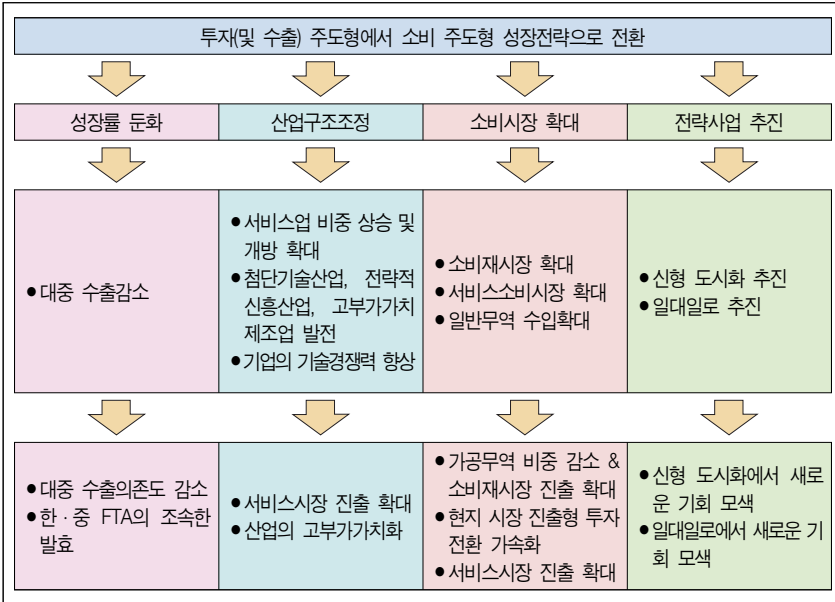 투자(및 수출) 주도형에서 소비 주도형 성장전략으로 전환
성장률 둔화
산업구조조정
소비시장 확대
전략사업 추진
●대중 수출감소
●서비스업 비중 상승 및
개방 확대
●첨단기술산업, 전략적
신흥산업, 고부가가치
제조업 발전
●기업의 기술경쟁력 향상
●소비재시장 확대
●서비스소비시장 확대
●일반무역 수입확대
●신형 도시화 추진
●일대일로 추진
●대중 수출의존도 감소
●한·중 FTA의 조속한
발효
●서비스시장 진출 확대
●산업의 고부가가치화
●가공무역 비중 감소 &
소비재시장 진출 확대
●현지 시장 진출형 투자
전환 가속화
●서비스시장 진출 확대
●신형 도시화에서 새로
운 기회 모색
●일대일로에서 새로운 기
회 모색